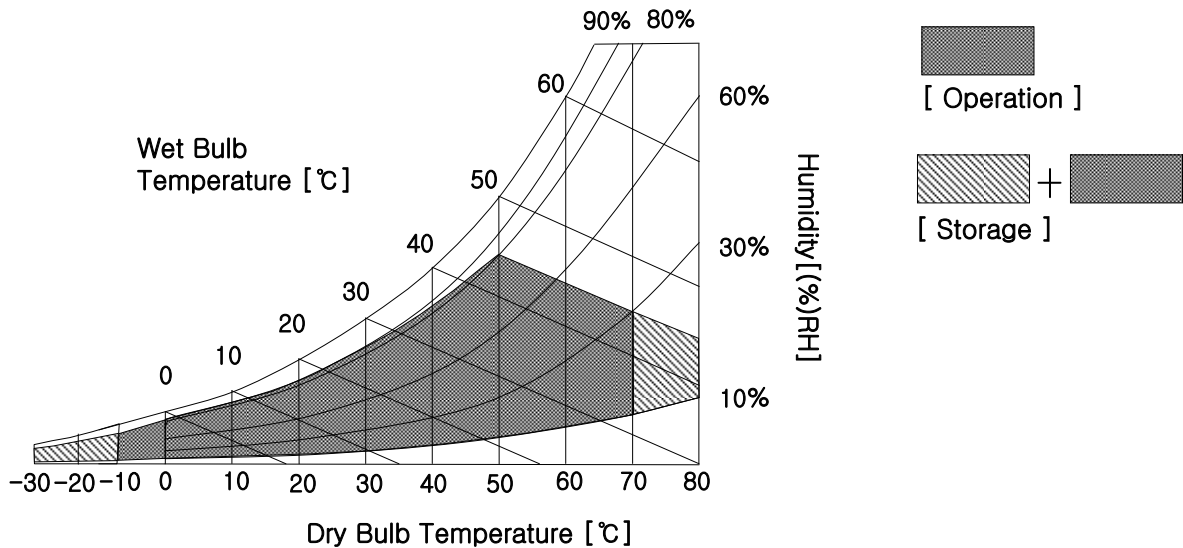 90% 80%
60
60%
[ Operation ]
Wet Bulb
Temperature [℃]
50
40
30%
30
20
10
0
10%
Humidity[(%)RH]
[ Storage ]
+
-30 -20 -10 0 10 20 30 40 50 60 70 80
Dry Bulb Temperature [℃]